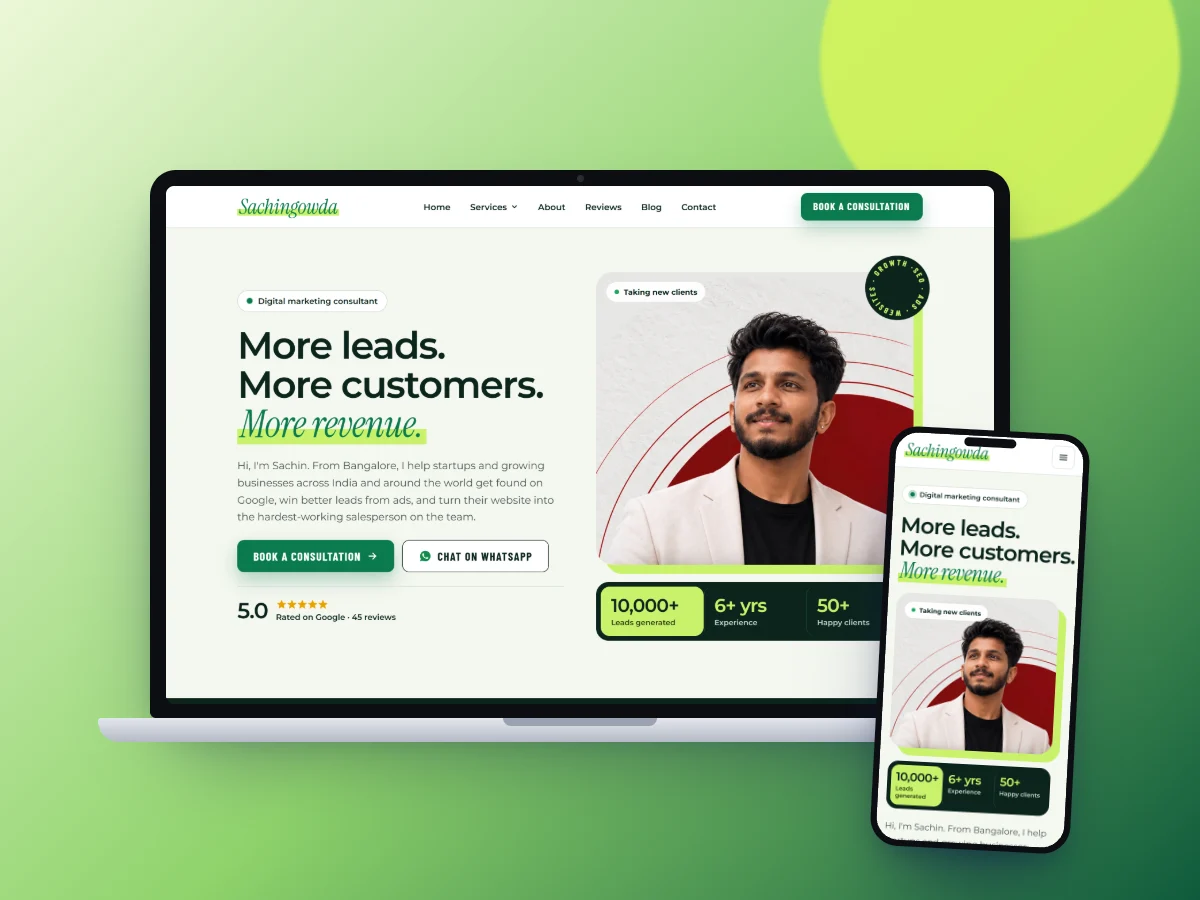 Sachingowda
Home
Services
About
Reviews
Blog
Contact
BOOK A CONSULTATION
Digital marketing consultant
More leads.
More customers.
More revenue.
Hi, I'm Sachin. From Bangalore, I help startups and growing
businesses across India and around the world get found on
Google, win better leads from ads, and turn their website into
the hardest-working salesperson on the team.
BOOK A CONSULTATION →
CHAT ON WHATSAPP
5.0
Rated on Google · 45 reviews
Taking new clients
GROWTH · SEO · ADS · WEBSITES ·
10,000+
Leads generated
6+ yrs
Experience
50+
Happy clients
Sachingowda
Digital marketing consultant
More leads.
More customers.
More revenue.
Taking new clients
10,000+
Leads
generated
6+ yrs
Experience
50+
Happy clients
Hi, I'm Sachin. From Bangalore, I help